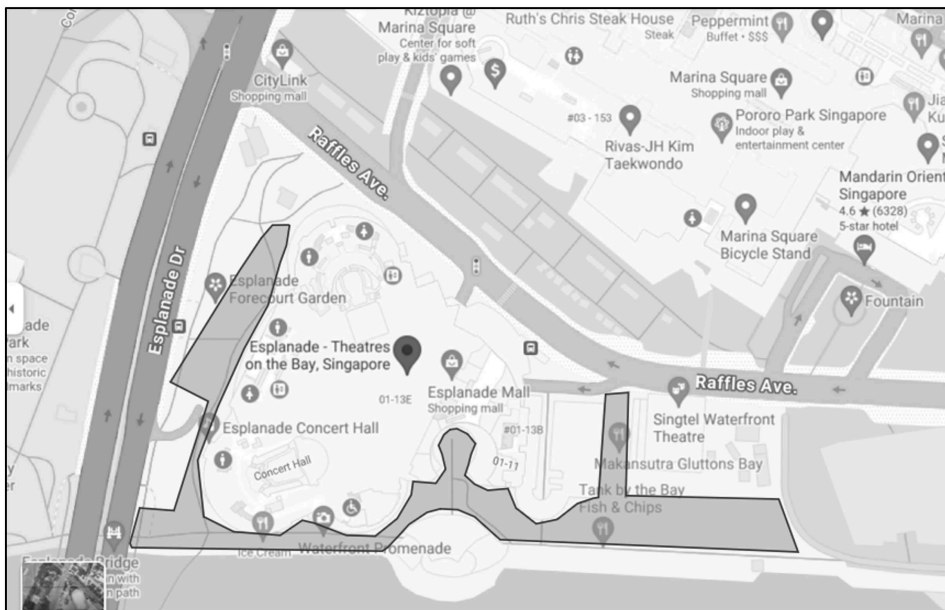 Kiztopia @
Marina Square
Center for soft
play & kids' games
Ruth's Chris Steak House
Steak
Peppermint
Buffet • $$$
Marina
CityLink
Shopping mall
Marina Square
Shopping mall
#03 - 153
Rivas-JH Kim
Taekwondo
Pororo Park Singapore
Indoor play &
entertainment center
Raffles Ave.
Mandarin Orient
Singapore
4.6 ★ (6328)
5-star hotel
Marina Square
Bicycle Stand
Esplanade Dr
Esplanade
Forecourt Garden
Fountain
ade
Park
n space
historic
marks
Esplanade - Theatres
on the Bay, Singapore
Esplanade Mall
Shopping mall
Raffles Ave.
01-13E
Singtel Waterfront
Theatre
Esplanade Concert Hall
#01-13B
Concert Hall
01-11
Makansutra Gluttons Bay
Tank by the Bay
Fish & Chips
Ice Cream
Waterfront Promenade
Esplanade Bridge
n with
n path